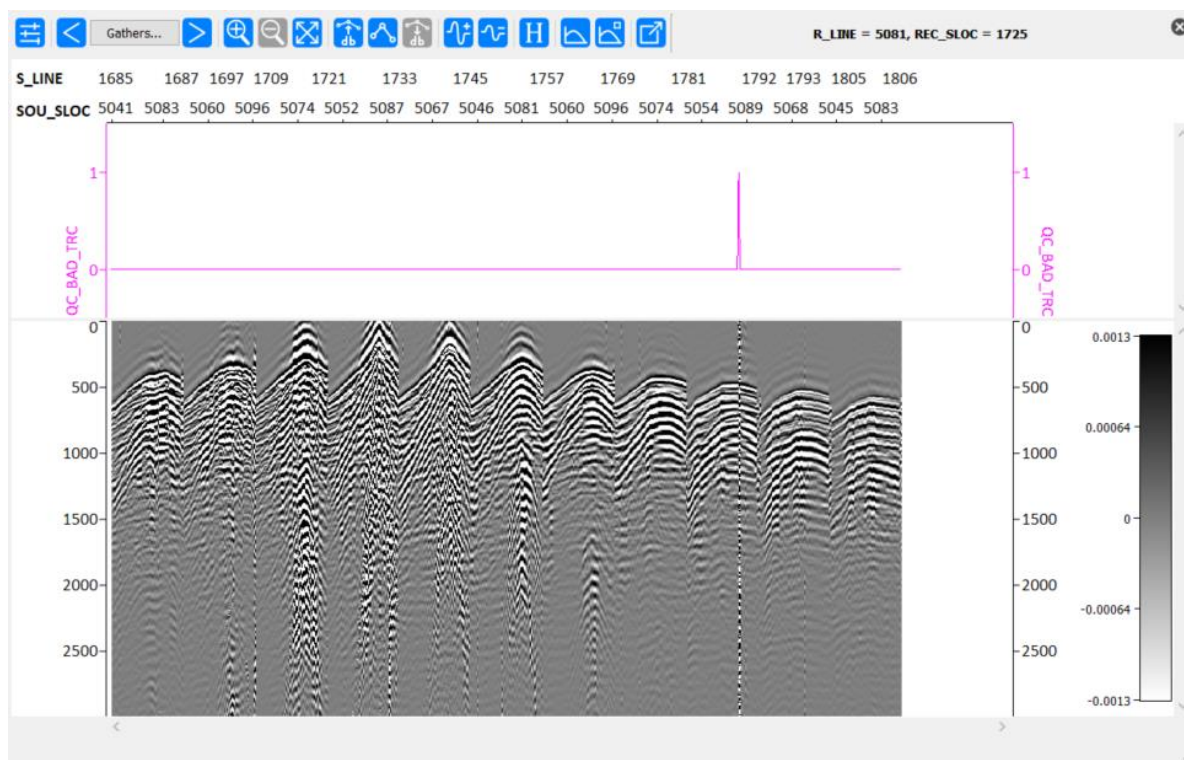 Gathers...
db
db
H
R_LINE = 5081, REC_SLOC = 1725
S_LINE 1685 1687 1697 1709 1721 1733 1745 1757 1769 1781 1792 1793 1805 1806
SOU_SLOC 5041 5083 5060 5096 5074 5052 5087 5067 5046 5081 5060 5096 5074 5054 5089 5068 5045 5083
1 1
QC_BAD_TRC QC_BAD_TRC
0 0
0 0 0.0013
500 500
0.00064
1000 1000
1500 1500 0
2000 2000
-0.00064
2500 2500
-0.0013